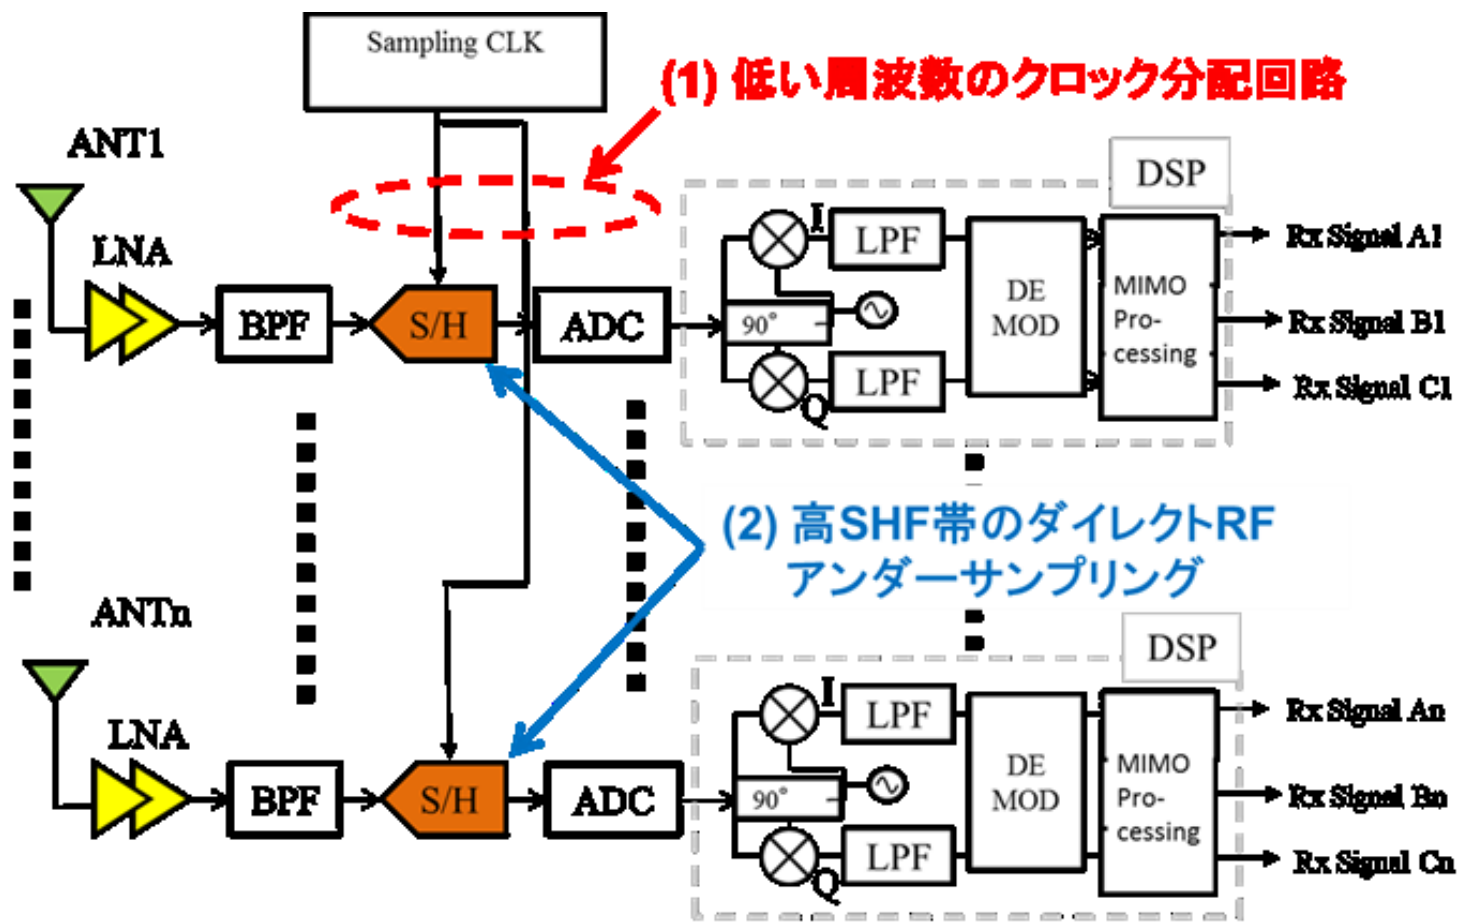 Sampling CLK
(1) 低い周波数のクロック分配回路
ANT1
DSP
LNA
I
LPF
Rx Signal A1
BPF
S/H
ADC
90°
DE
MOD
MIMO
Pro-
cessing
Rx Signal B1
LPF
Q
Rx Signal C1
(2) 高SHF帯のダイレクトRF
アンダーサンプリング
ANTn
DSP
LNA
I
LPF
Rx Signal An
BPF
S/H
ADC
90°
DE
MOD
MIMO
Pro-
cessing
Rx Signal Bn
LPF
Q
Rx Signal Cn